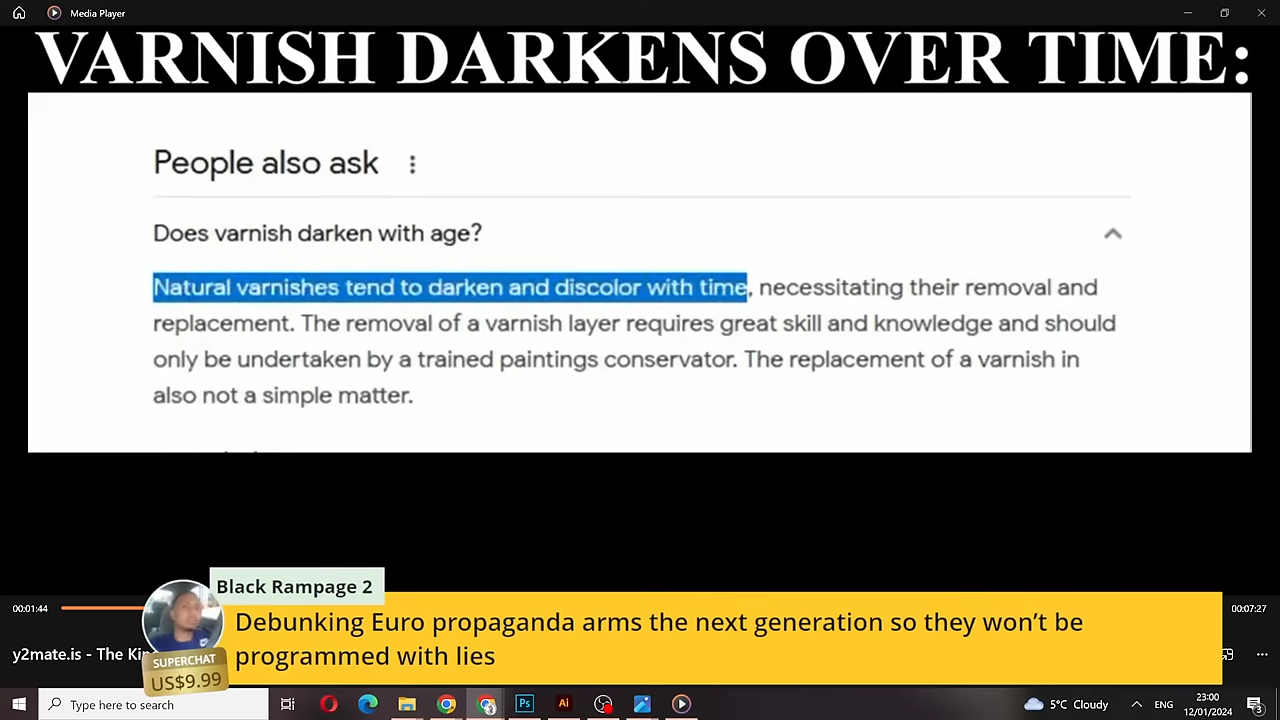 Media Player
VARNISH DARKENS OVER TIME:
People also ask
Does varnish darken with age?
Natural varnishes tend to darken and discolor with time, necessitating their removal and
replacement. The removal of a varnish layer requires great skill and knowledge and should
only be undertaken by a trained paintings conservator. The replacement of a varnish in
also not a simple matter.
Black Rampage 2
00:01:44
00:07:27
Debunking Euro propaganda arms the next generation so they won't be
programmed with lies
y2mate.is - The Kin
SUPERCHAT
US$9.99
Type here to search
Ps
Ai
5°C Cloudy
ENG
23:00
12/01/2024
3